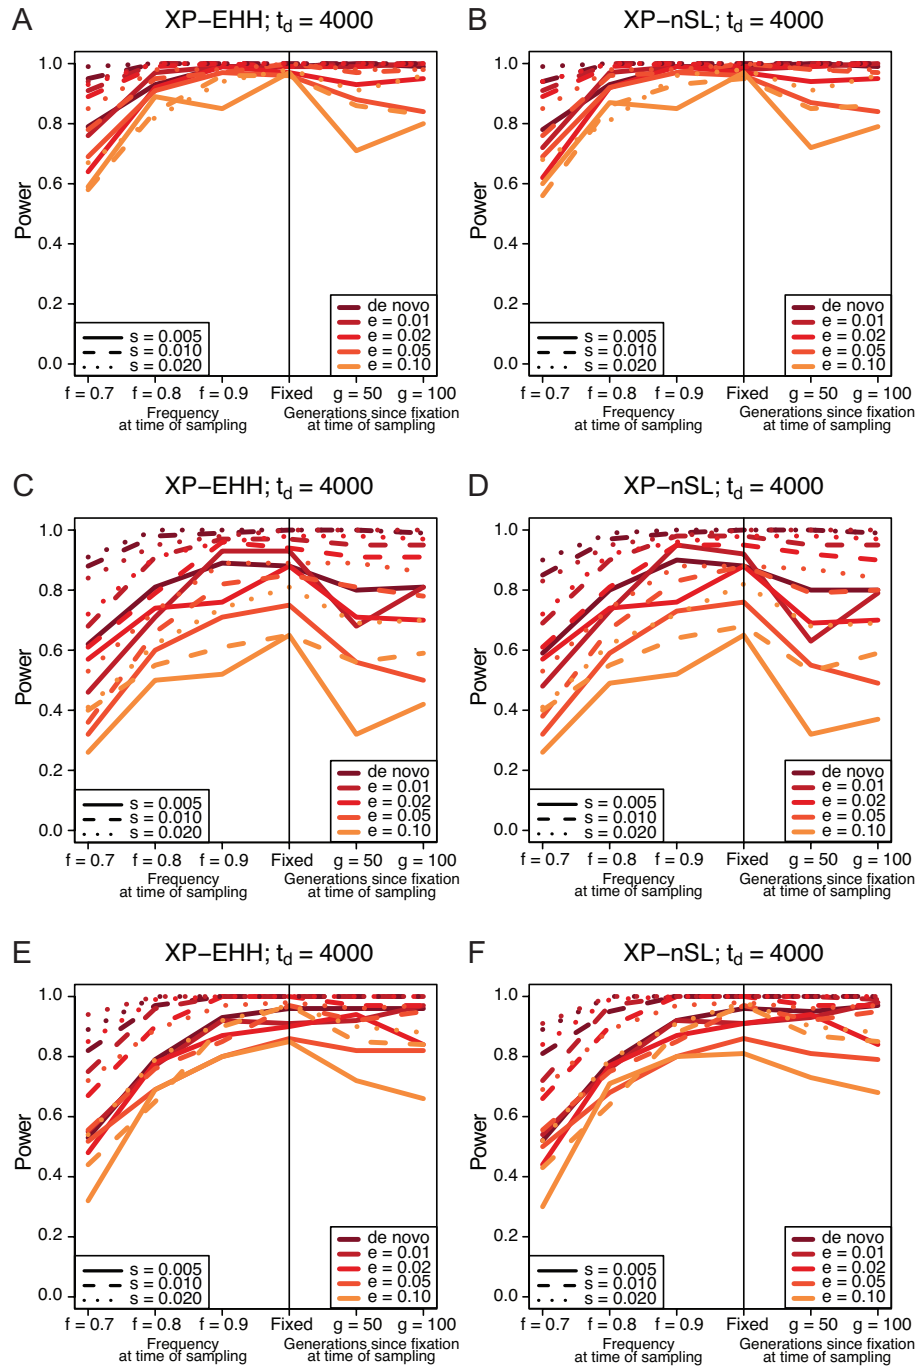 A
XP−EHH; td = 4000
Power
1.0
0.8
0.6
0.4
0.2
0.0
s = 0.005
s = 0.010
s = 0.020
de novo
e = 0.01
e = 0.02
e = 0.05
e = 0.10
f = 0.7
f = 0.8
f = 0.9
Fixed
g = 50
g = 100
Frequency
at time of sampling
Generations since fixation
at time of sampling
B
XP−nSL; td = 4000
Power
1.0
0.8
0.6
0.4
0.2
0.0
s = 0.005
s = 0.010
s = 0.020
de novo
e = 0.01
e = 0.02
e = 0.05
e = 0.10
f = 0.7
f = 0.8
f = 0.9
Fixed
g = 50
g = 100
Frequency
at time of sampling
Generations since fixation
at time of sampling
C
XP−EHH; td = 4000
Power
1.0
0.8
0.6
0.4
0.2
0.0
s = 0.005
s = 0.010
s = 0.020
de novo
e = 0.01
e = 0.02
e = 0.05
e = 0.10
f = 0.7
f = 0.8
f = 0.9
Fixed
g = 50
g = 100
Frequency
at time of sampling
Generations since fixation
at time of sampling
D
XP−nSL; td = 4000
Power
1.0
0.8
0.6
0.4
0.2
0.0
s = 0.005
s = 0.010
s = 0.020
de novo
e = 0.01
e = 0.02
e = 0.05
e = 0.10
f = 0.7
f = 0.8
f = 0.9
Fixed
g = 50
g = 100
Frequency
at time of sampling
Generations since fixation
at time of sampling
E
XP−EHH; td = 4000
Power
1.0
0.8
0.6
0.4
0.2
0.0
s = 0.005
s = 0.010
s = 0.020
de novo
e = 0.01
e = 0.02
e = 0.05
e = 0.10
f = 0.7
f = 0.8
f = 0.9
Fixed
g = 50
g = 100
Frequency
at time of sampling
Generations since fixation
at time of sampling
F
XP−nSL; td = 4000
Power
1.0
0.8
0.6
0.4
0.2
0.0
s = 0.005
s = 0.010
s = 0.020
de novo
e = 0.01
e = 0.02
e = 0.05
e = 0.10
f = 0.7
f = 0.8
f = 0.9
Fixed
g = 50
g = 100
Frequency
at time of sampling
Generations since fixation
at time of sampling